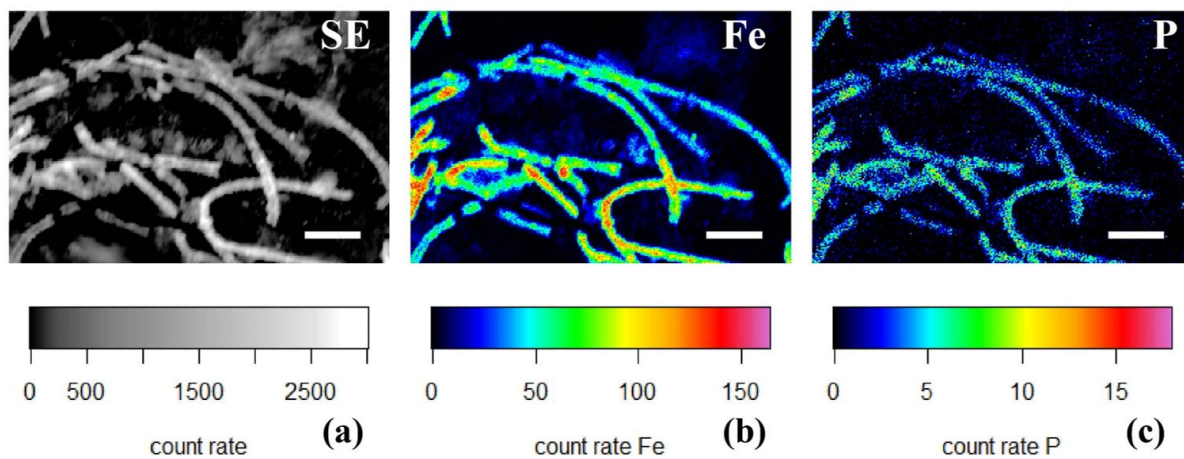 SE
Fe
P
0 500 1500 2500
0 50 100 150
0 5 10 15
count rate
(a)
count rate Fe
(b)
count rate P
(c)